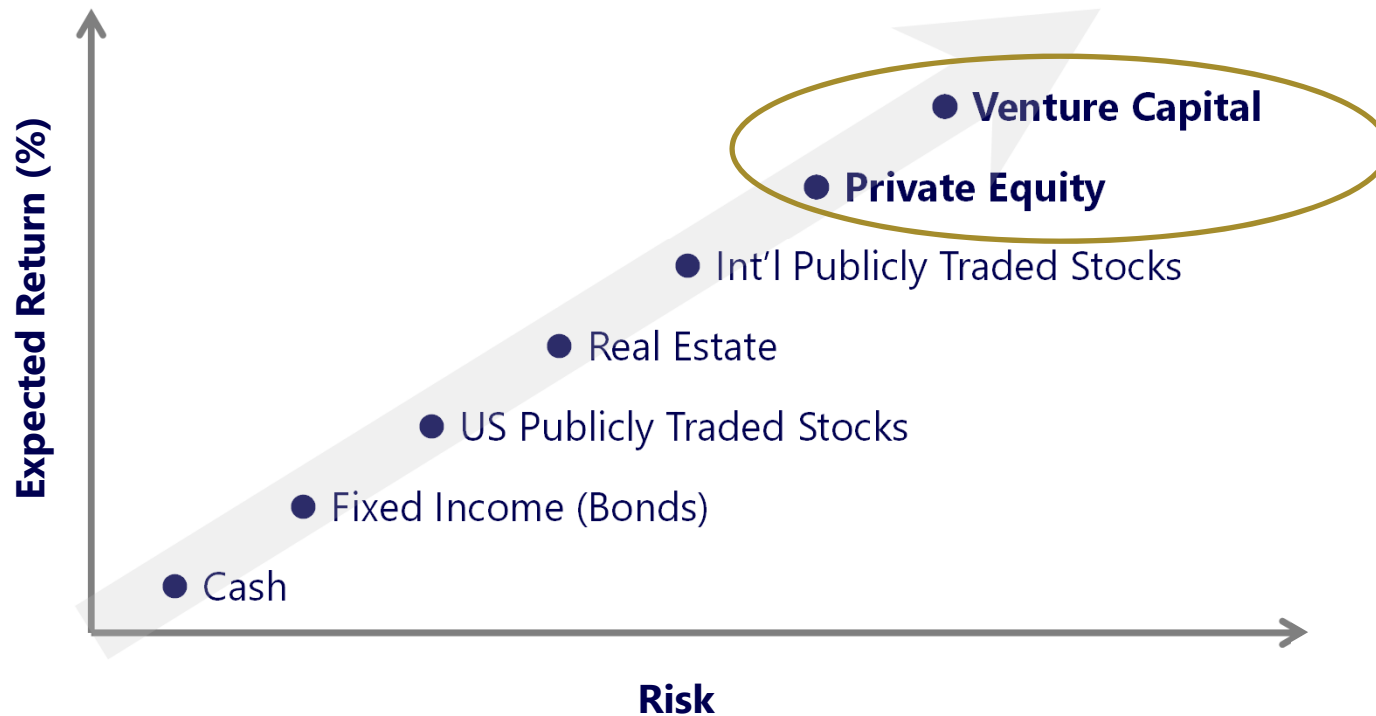 Expected Return (%)
Venture Capital
Private Equity
Int’l Publicly Traded Stocks
Real Estate
US Publicly Traded Stocks
Fixed Income (Bonds)
Cash
Risk